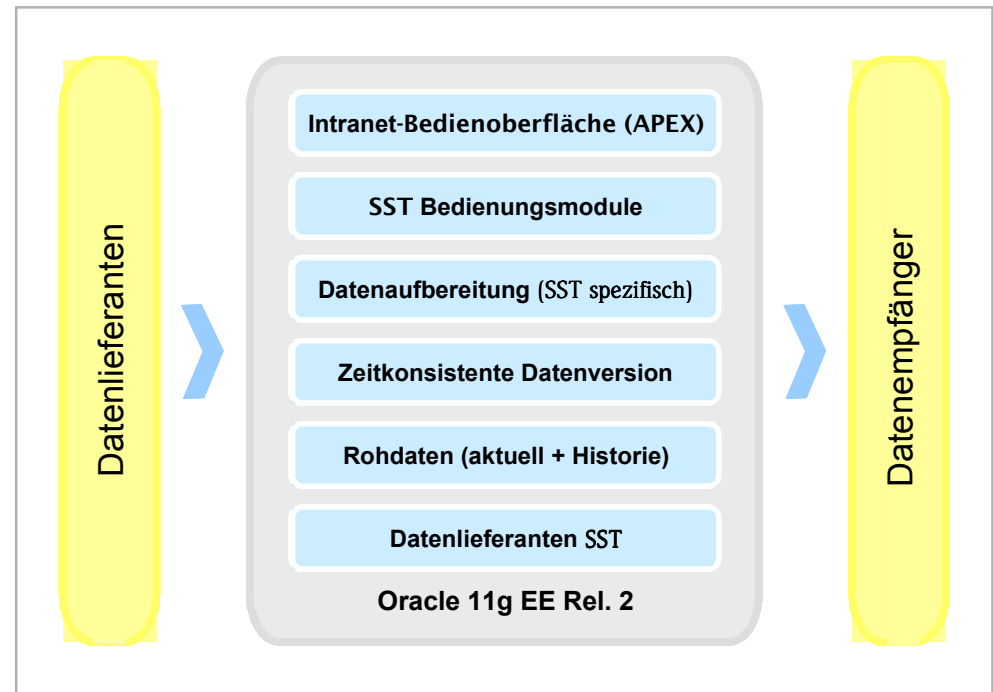 Datenlieferanten
Intranet-Bedienoberfläche (APEX)
SST Bedienungsmodule
Datenaufbereitung (SST spezifisch)
Zeitkonsistente Datenversion
Rohdaten (aktuell + Historie)
Datenlieferanten SST
Oracle 11g EE Rel. 2
Datenempfänger